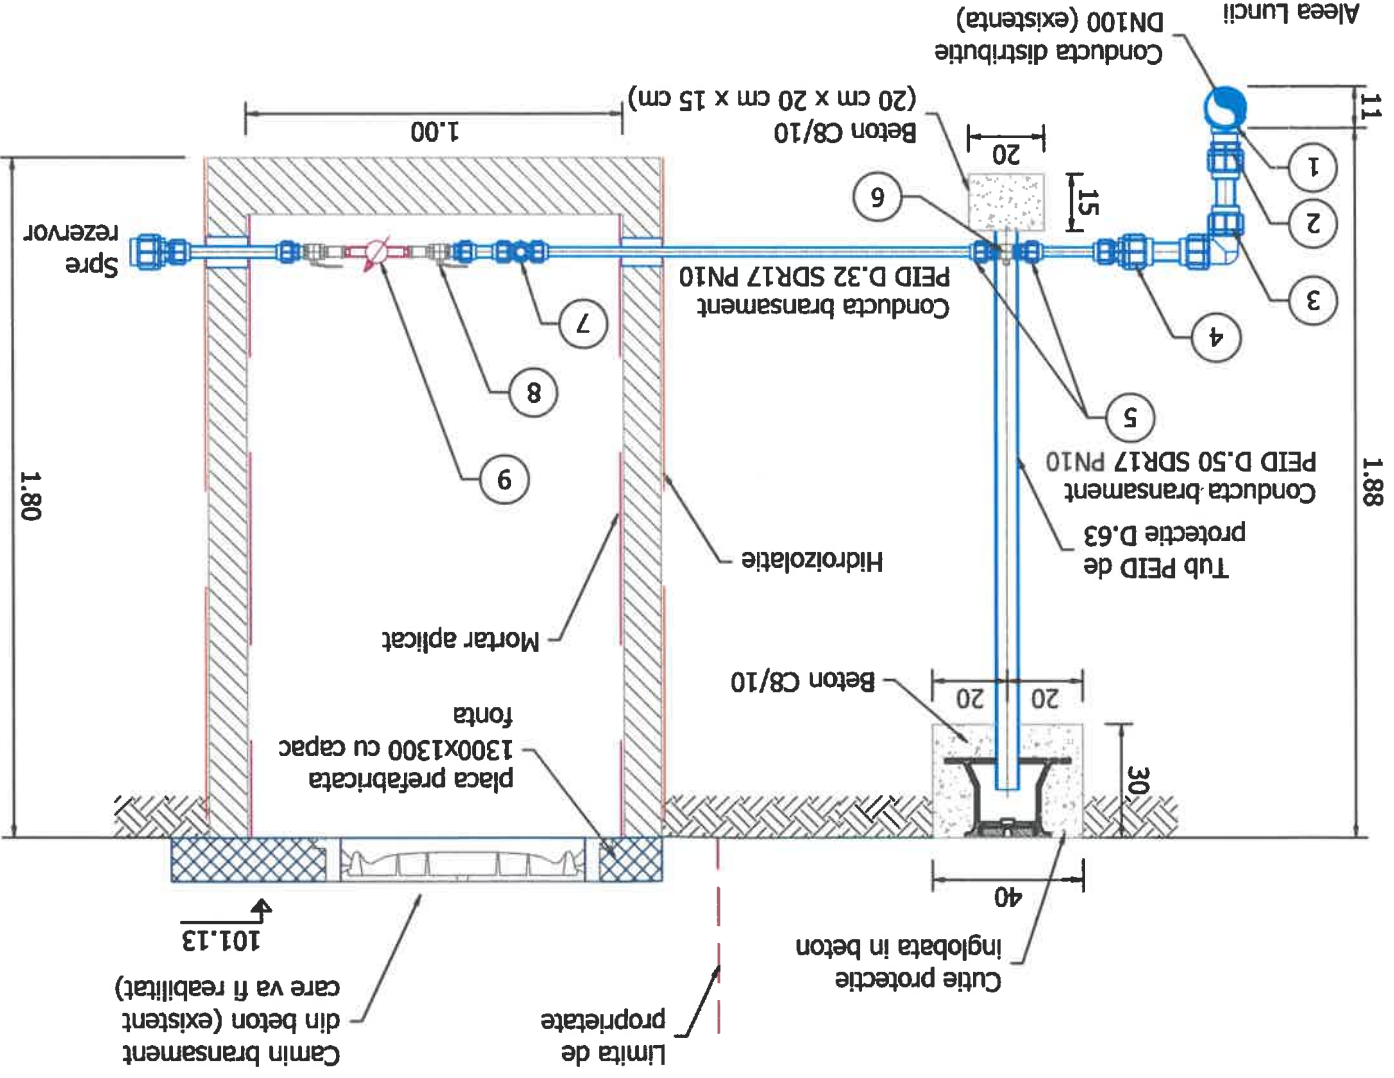 Camin bransament
din beton (existent
care va fi reabilitat)
Limita de
proprietate
Cutie protectie
inglobata in beton
101.13
40
30
placa prefabricata
1300x1300 cu capac
fonta
Beton C8/10
20
20
Mortar aplicat
Hidroizolatie
Tub PEID de
protectie D.63
Conducta bransament
PEID D.50 SDR17 PN10
1.88
1.80
9
5
8
4
7
3
Conducta bransament
PEID D.32 SDR17 PN10
Spre
rezervor
2
6
15
1
20
1.00
Beton C8/10
(20 cm x 20 cm x 15 cm)
11
Conducta distributie
DN100 (existenta)
Aleea Luncii